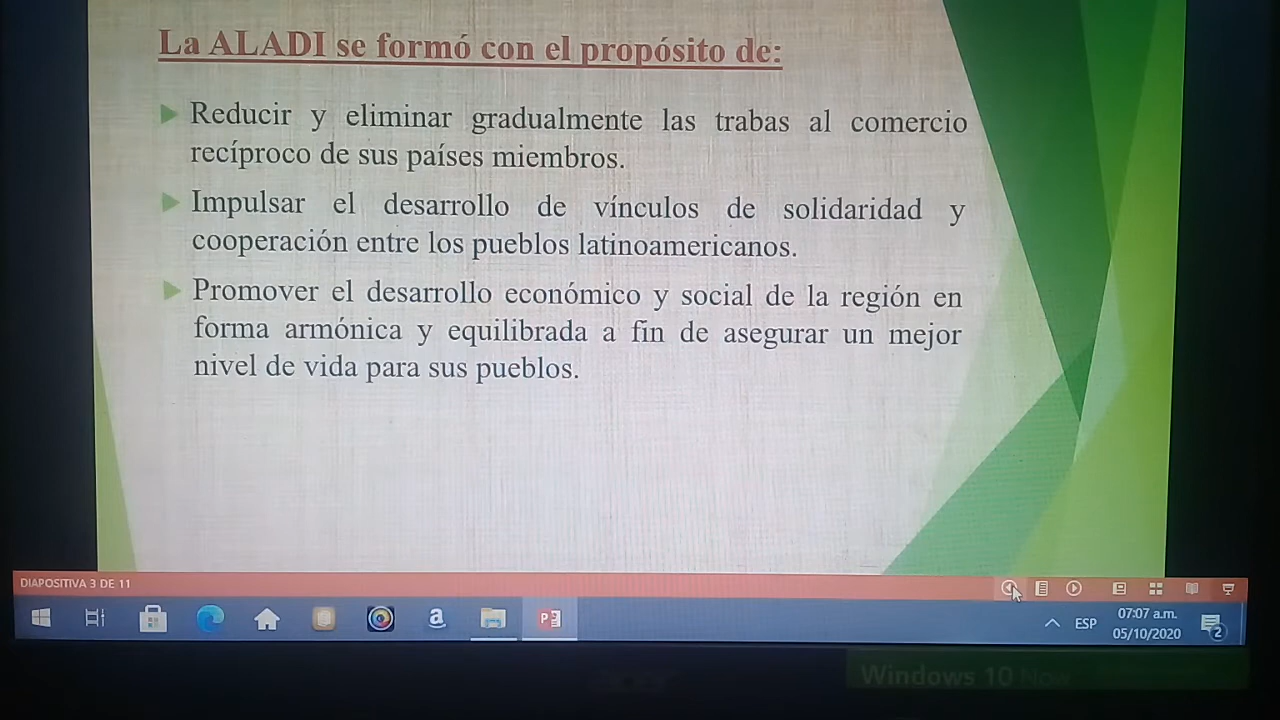 La ALADI se formó con el propósito de:
Reducir y eliminar gradualmente las trabas al comercio
recíproco de sus países miembros.
Impulsar el desarrollo de vínculos de solidaridad y
cooperación entre los pueblos latinoamericanos.
Promover el desarrollo económico y social de la región en
forma armónica y equilibrada a fin de asegurar un mejor
nivel de vida para sus pueblos.
DIAPOSITIVA 3 DE 11
ESP
07:07 a.m.
05/10/2020
2
Windows 10